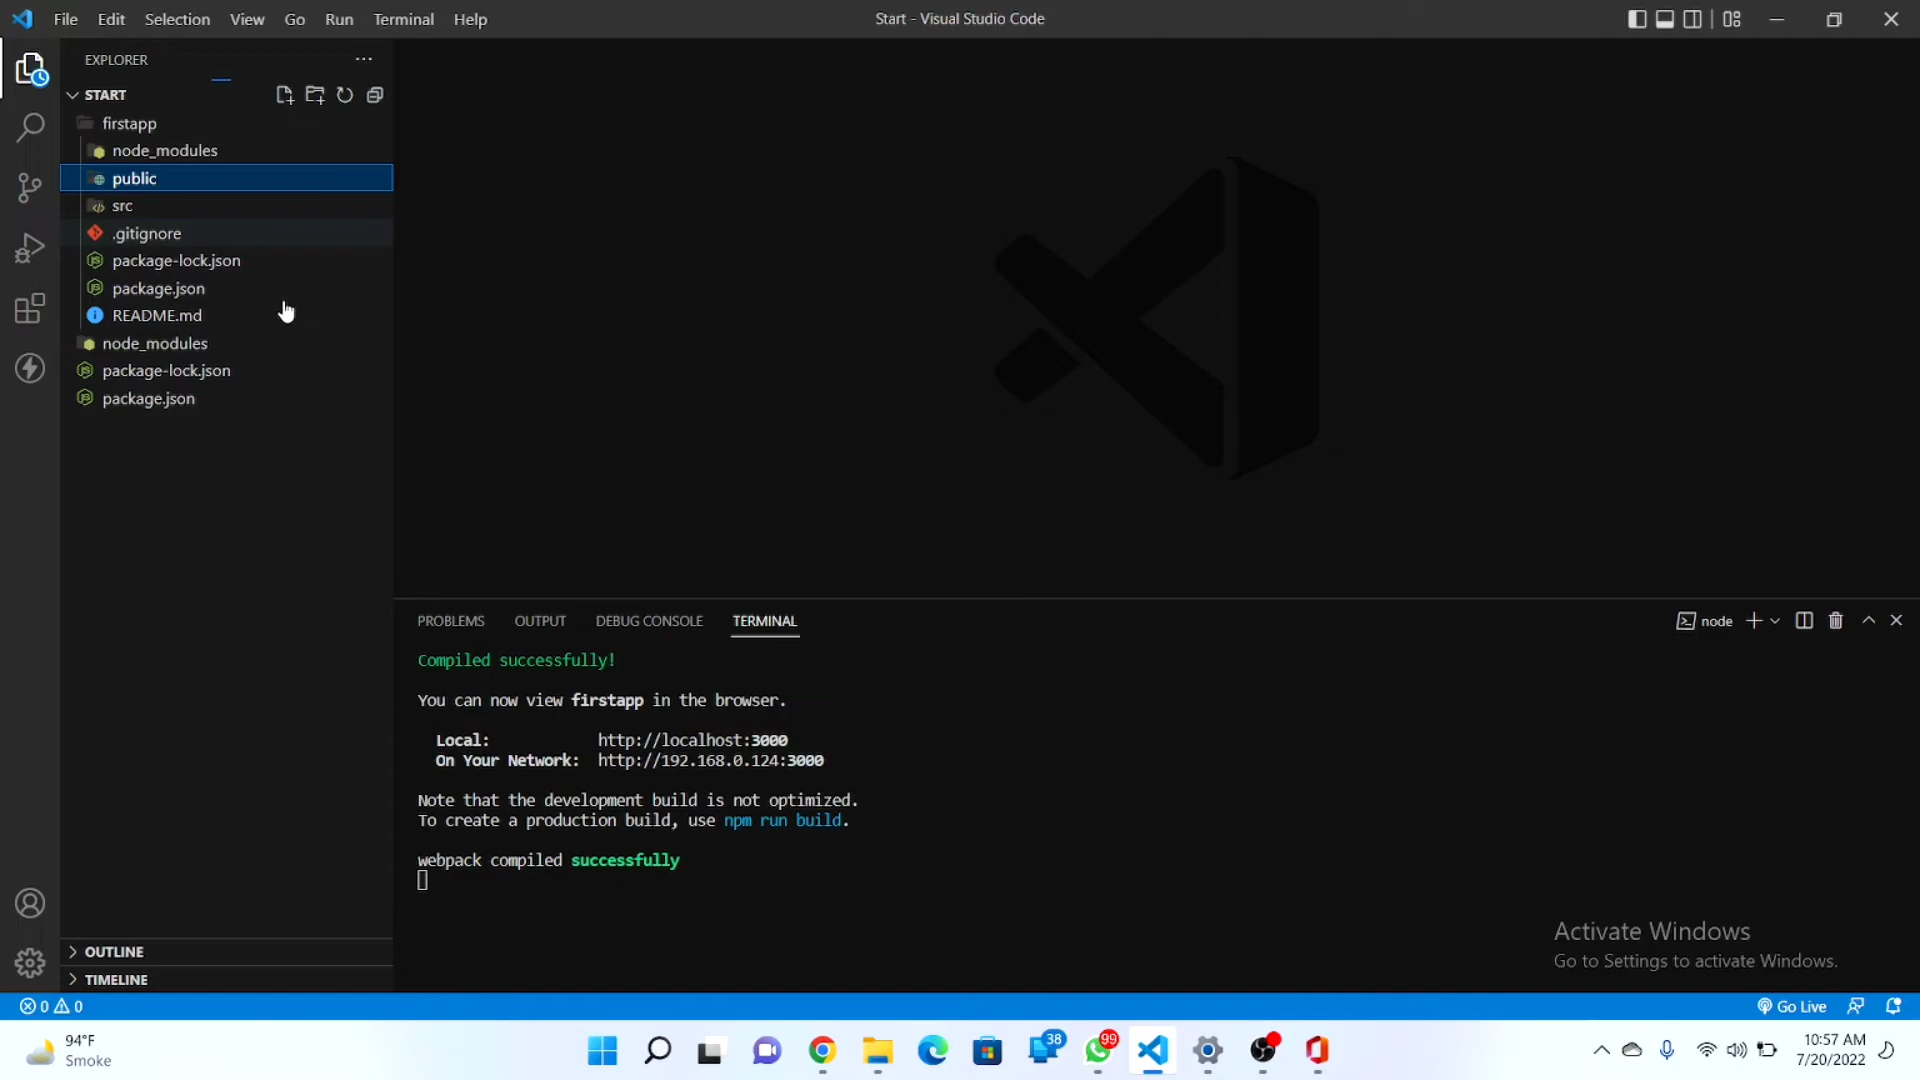 File Edit Selection View Go Run Terminal Help
Start - Visual Studio Code
EXPLORER
START
firstapp
node_modules
public
src
.gitignore
package-lock.json
package.json
README.md
node_modules
package-lock.json
package.json
OUTLINE
TIMELINE
PROBLEMS OUTPUT DEBUG CONSOLE TERMINAL
node
Compiled successfully!
You can now view firstapp in the browser.
Local: http://localhost:3000
On Your Network: http://192.168.0.124:3000
Note that the development build is not optimized.
To create a production build, use npm run build.
webpack compiled successfully
Activate Windows
Go to Settings to activate Windows.
0 0
Go Live
94°F
Smoke
38
99
10:57 AM
7/20/2022